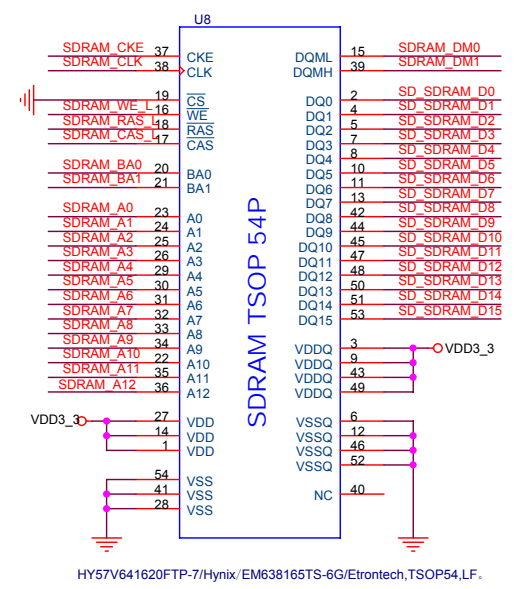 U8
SDRAM_CKE 37 CKE DQML 15 SDRAM_DM0
SDRAM_CLK 38 CLK DQMH 39 SDRAM_DM1
19 CS DQ0 2 SD_SDRAM_D0
SDRAM_WE_L 16 WE DQ1 4 SD_SDRAM_D1
SDRAM_RAS_L 18 RAS DQ2 5 SD_SDRAM_D2
SDRAM_CAS_L 17 CAS DQ3 7 SD_SDRAM_D3
DQ4 8 SD_SDRAM_D4
SDRAM_BA0 20 BA0 DQ5 10 SD_SDRAM_D5
SDRAM_BA1 21 BA1 DQ6 11 SD_SDRAM_D6
DQ7 13 SD_SDRAM_D7
SDRAM_A0 23 A0 DQ8 42 SD_SDRAM_D8
SDRAM_A1 24 A1 DQ9 44 SD_SDRAM_D9
SDRAM_A2 25 A2 DQ10 45 SD_SDRAM_D10
SDRAM_A3 26 A3 DQ11 47 SD_SDRAM_D11
SDRAM_A4 29 A4 DQ12 48 SD_SDRAM_D12
SDRAM_A5 30 A5 DQ13 50 SD_SDRAM_D13
SDRAM_A6 31 A6 DQ14 51 SD_SDRAM_D14
SDRAM_A7 32 A7 DQ15 53 SD_SDRAM_D15
SDRAM_A8 33 A8
SDRAM_A9 34 A9 VDDQ 3 VDD3_3
SDRAM_A10 22 A10 VDDQ 9
SDRAM_A11 35 A11 VDDQ 43
SDRAM_A12 36 A12 VDDQ 49
SDRAM TSOP 54P
VDD3_3 27 VDD VSSQ 6
14 VDD VSSQ 12
1 VDD VSSQ 46
VSSQ 52
54 VSS
41 VSS NC 40
28 VSS
HY57V641620FTP-7/Hynix/EM638165TS-6G/Etrontech,TSOP54,LF。